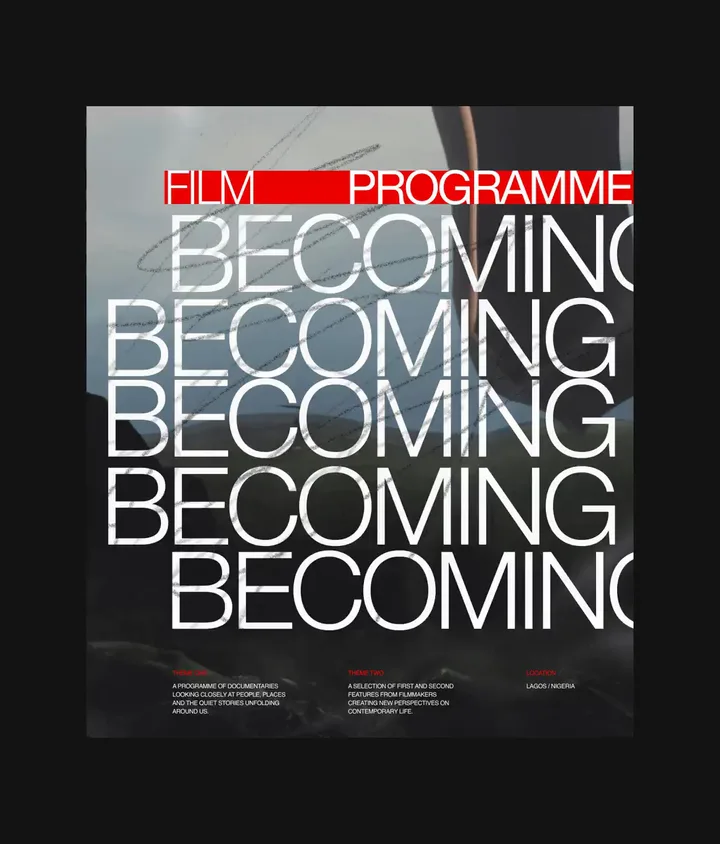 FILM PROGRAMME
BECOMING
BECOMING
BECOMING
BECOMING
BECOMING
THEME TWO
A PROGRAMME OF DOCUMENTARIES
LOOKING CLOSELY AT PEOPLE, PLACES
AND THE QUIET STORIES UNFOLDING
AROUND US.
A SELECTION OF FIRST AND SECOND
FEATURES FROM FILMMAKERS
CREATING NEW PERSPECTIVES ON
CONTEMPORARY LIFE.
LAGOS / NIGERIA